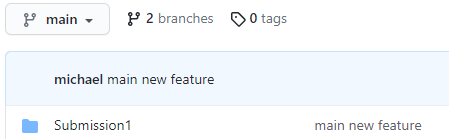 main 2 branches 0 tags
michael main new feature
Submission1 main new feature